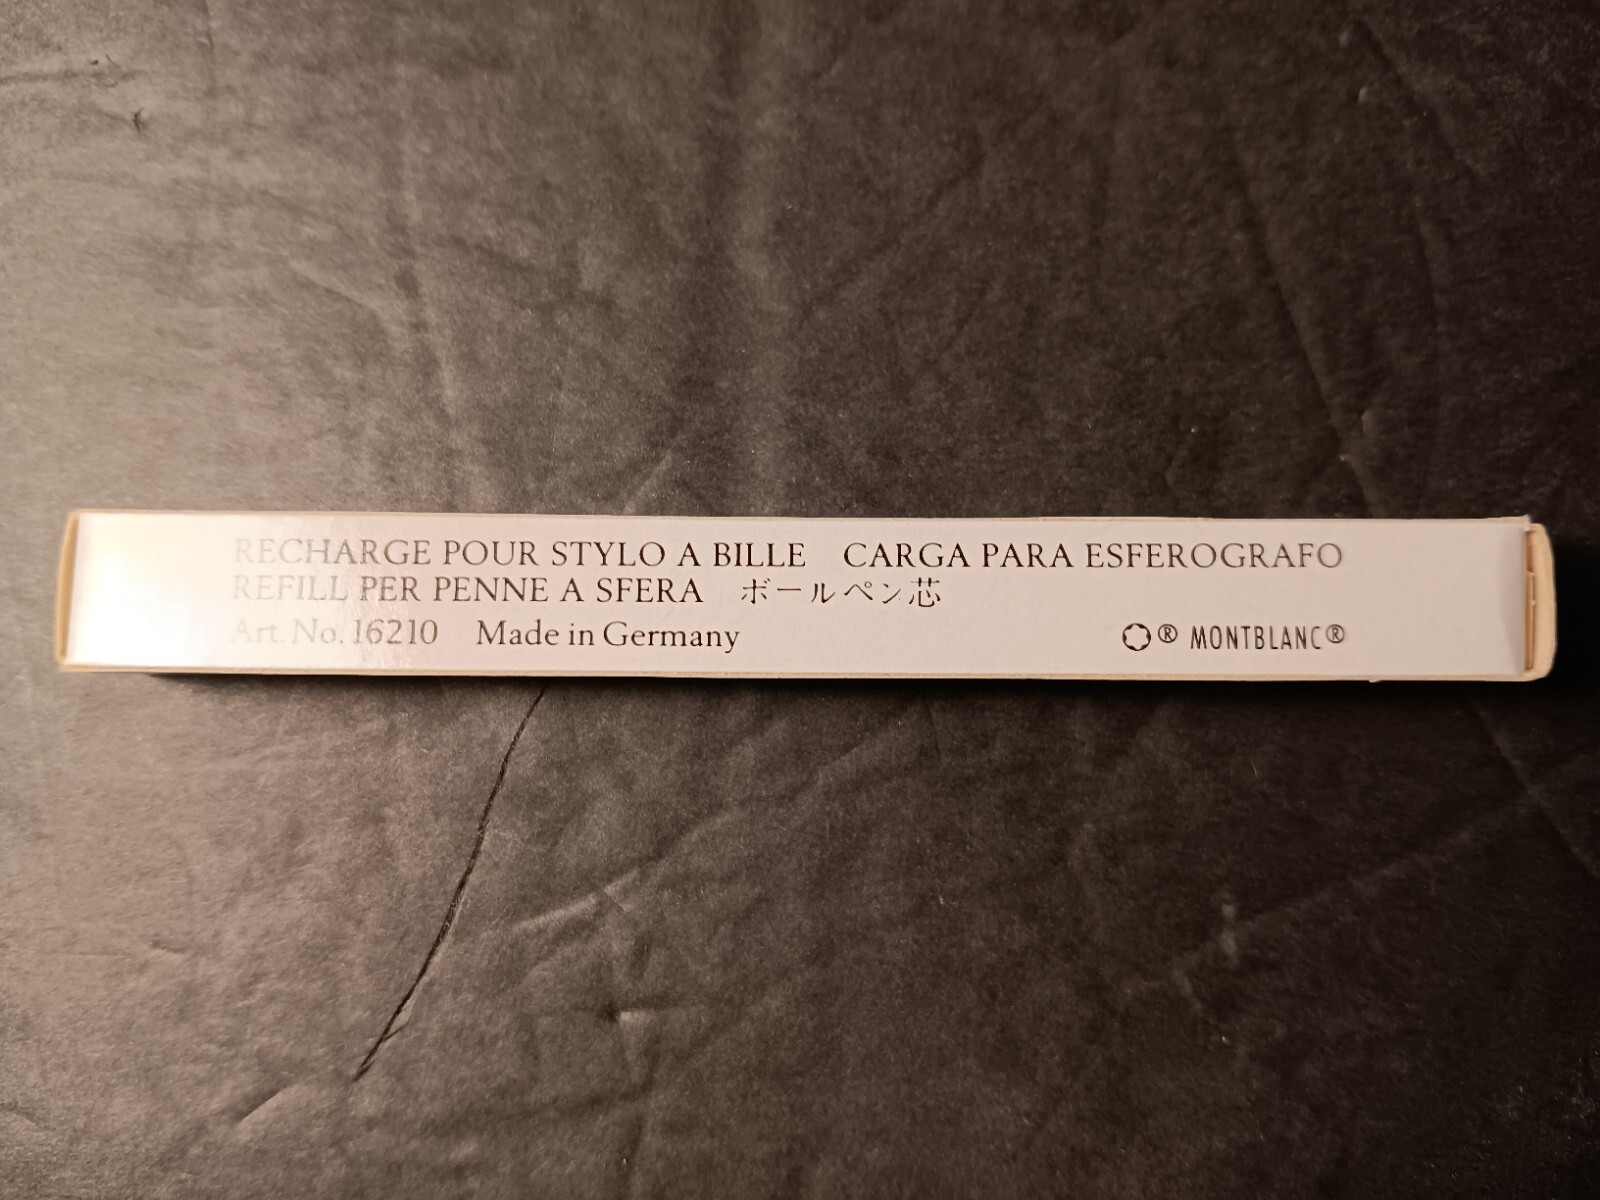 RECHARGE POUR STYLO A BILLE CARGA PARA ESFEROGRAFO
REFILL PER PENNE A SFERA ボールペン芯
Art. No. 16210 Made in Germany ® MONTBLANC®